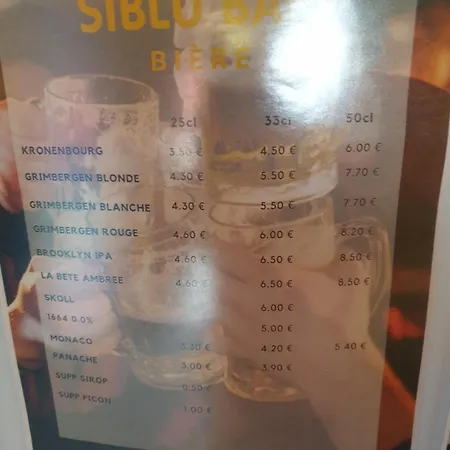 SIBLU BAR
BIÈRE
25cl 33cl 50cl
KRONENBOURG 3.50 € 4.50 € 6.00 €
GRIMBERGEN BLONDE 4.30 € 5.50 € 7.70 €
GRIMBERGEN BLANCHE 4.30 € 5.50 € 7.70 €
GRIMBERGEN ROUGE 4.60 € 6.00 € 8.20 €
BROOKLYN IPA 4.60 € 6.50 € 8.50 €
LA BETE AMBREE 4.60 € 6.50 € 8.50 €
SKOLL 6.00 €
1664 0.0% 5.00 €
MONACO 3.30 € 4.20 € 5.40 €
PANACHE 3.00 € 3.90 €
SUPP SIROP 0.50 €
SUPP PICON 1.00 €